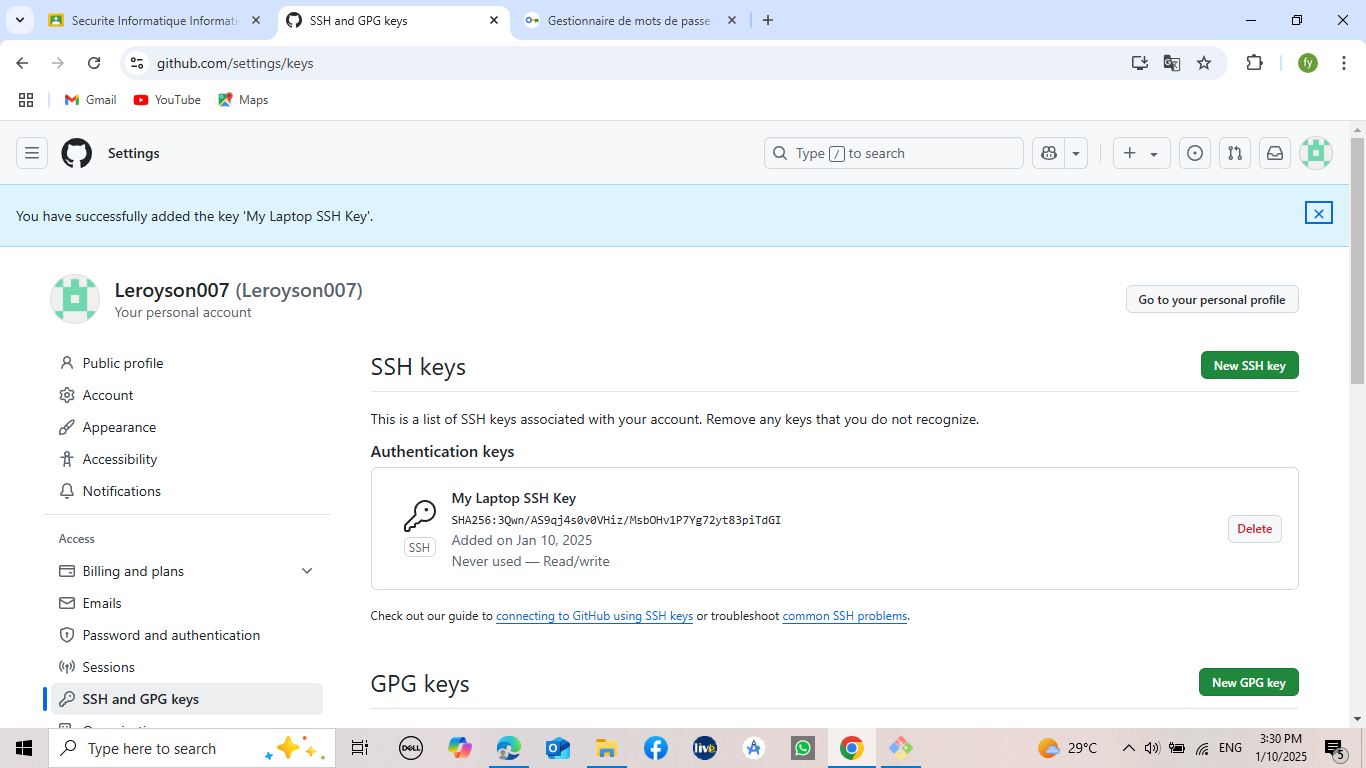 Securite Informatique Informati
SSH and GPG keys
Gestionnaire de mots de passe
github.com/settings/keys
fy
Gmail
YouTube
Maps
Settings
Type / to search
You have successfully added the key 'My Laptop SSH Key'.
Leroyson007 (Leroyson007)
Your personal account
Go to your personal profile
Public profile
Account
Appearance
Accessibility
Notifications
Access
Billing and plans
Emails
Password and authentication
Sessions
SSH and GPG keys
SSH keys
New SSH key
This is a list of SSH keys associated with your account. Remove any keys that you do not recognize.
Authentication keys
My Laptop SSH Key
SHA256:3Qwn/AS9qj4s0v0VHiz/MsbOHv1P7Yg72yt83piTdGI
SSH
Added on Jan 10, 2025
Never used — Read/write
Delete
Check out our guide to connecting to GitHub using SSH keys or troubleshoot common SSH problems.
GPG keys
New GPG key
Type here to search
DELL
live
29°C
ENG
3:30 PM
1/10/2025
5